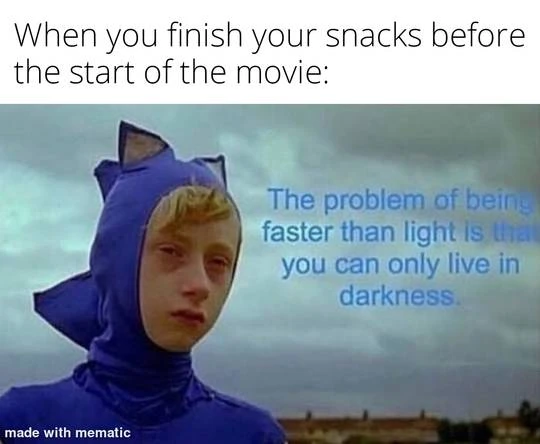 When you finish your snacks before
the start of the movie:
The problem of being
faster than light is that
you can only live in
darkness.
made with mematic